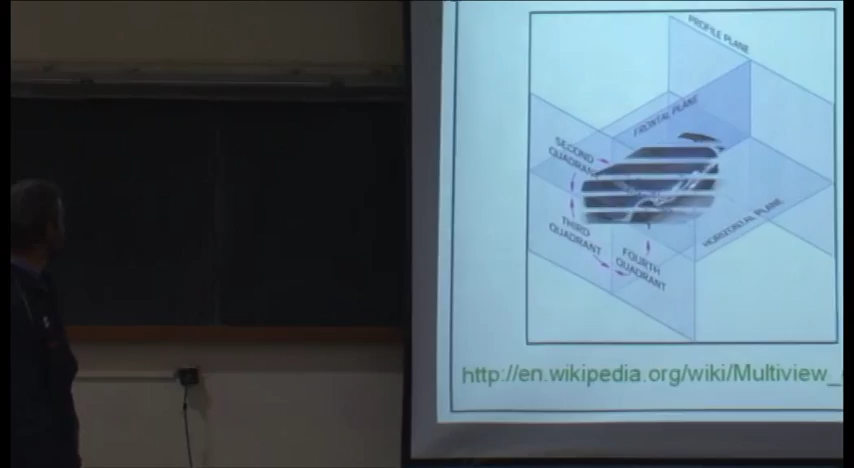 PROFILE PLANE
FRONTAL PLANE
SECOND
QUADRANT
THIRD
QUADRANT
FOURTH
QUADRANT
HORIZONTAL PLANE
http://en.wikipedia.org/wiki/Multiview_